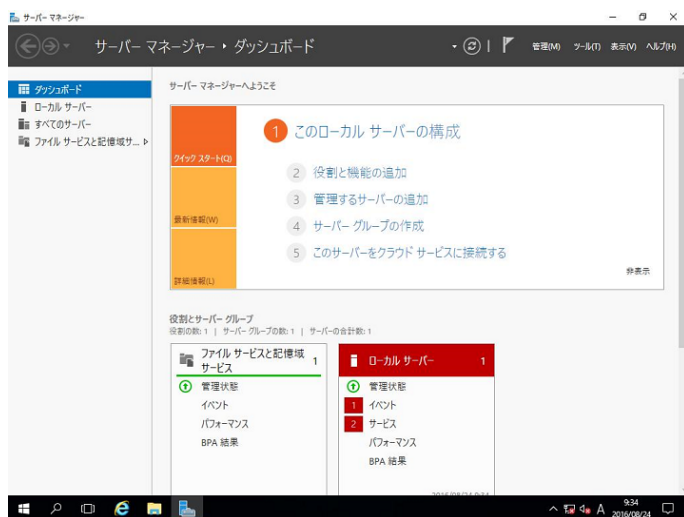 サーバー マネージャー
サーバー マネージャー ・ ダッシュボード
管理(M) ツール(T) 表示(V) ヘルプ(H)
ダッシュボード
ローカル サーバー
すべてのサーバー
ファイル サービスと記憶域サ...
サーバー マネージャーへようこそ
クイック スタート(Q)
最新情報(W)
詳細情報(L)
1 このローカル サーバーの構成
2 役割と機能の追加
3 管理するサーバーの追加
4 サーバー グループの作成
5 このサーバーをクラウド サービスに接続する
非表示
役割とサーバー グループ
役割の数: 1 | サーバー グループの数: 1 | サーバーの合計数: 1
ファイル サービスと記憶域
サービス
1
管理状態
イベント
パフォーマンス
BPA 結果
ローカル サーバー 1
管理状態
1 イベント
2 サービス
パフォーマンス
BPA 結果
2016/08/24 9:34
A
9:34
2016/08/24